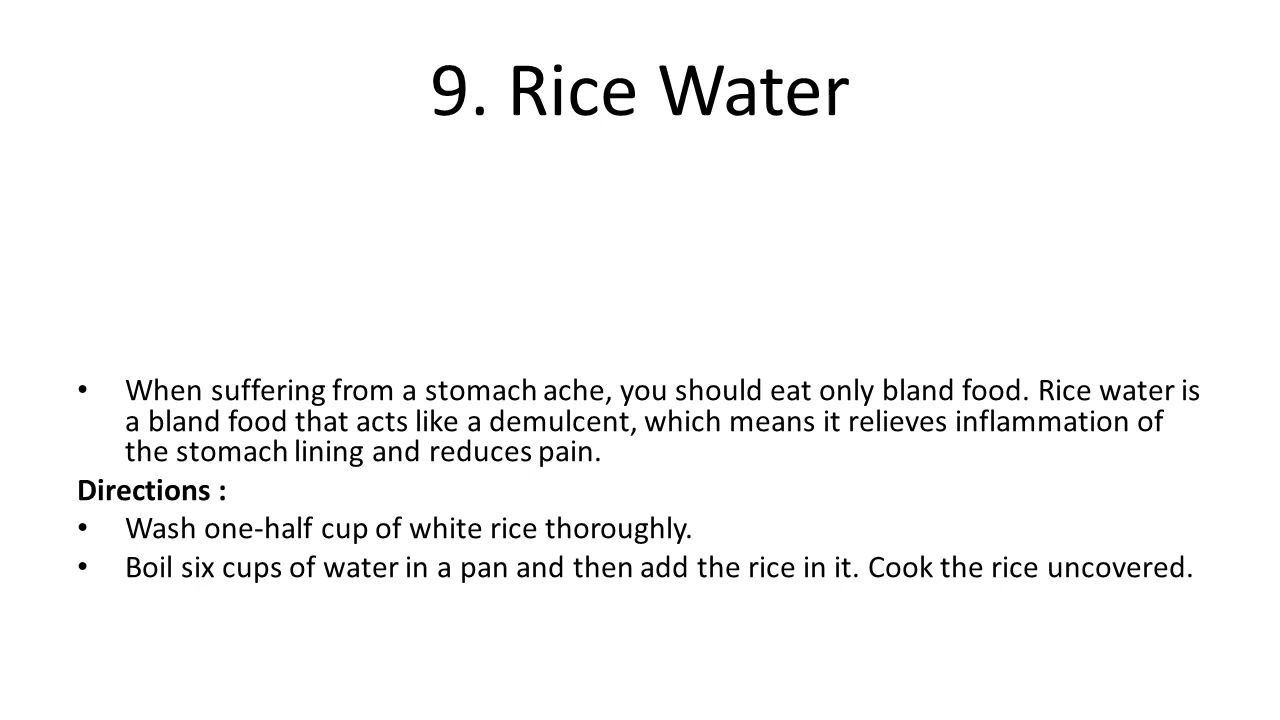 9. Rice Water
• When suffering from a stomach ache, you should eat only bland food. Rice water is
a bland food that acts like a demulcent, which means it relieves inflammation of
the stomach lining and reduces pain.
Directions :
• Wash one-half cup of white rice thoroughly.
• Boil six cups of water in a pan and then add the rice in it. Cook the rice uncovered.